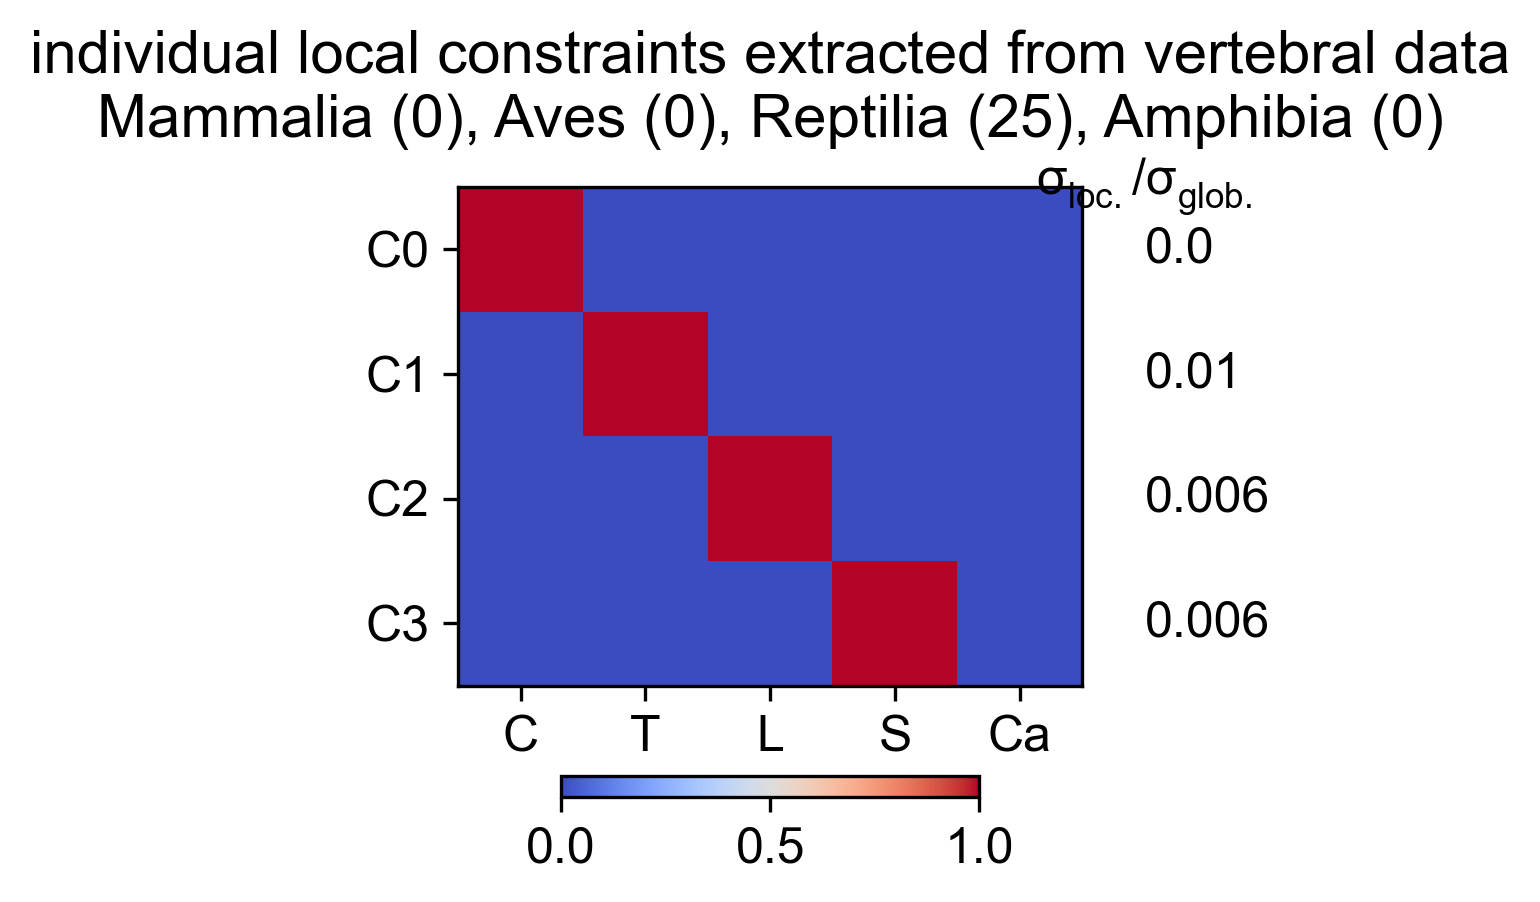 individual local constraints extracted from vertebral data
Mammalia (0), Aves (0), Reptilia (25), Amphibia (0)
σloc. /σglob.
C0 0.0
C1 0.01
C2 0.006
C3 0.006
C T L S Ca
0.0 0.5 1.0